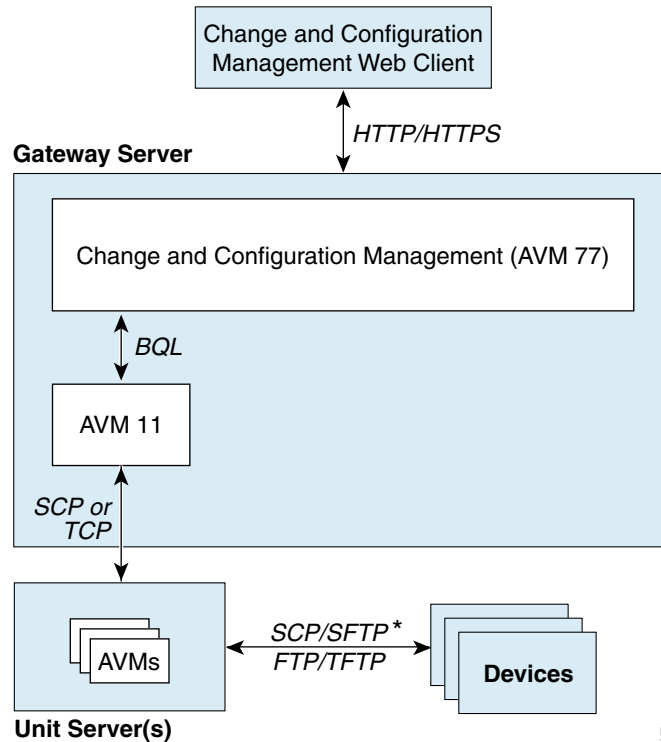 Change and Configuration
Management Web Client
HTTP/HTTPS
Gateway Server
Change and Configuration Management (AVM 77)
BQL
AVM 11
SCP or
TCP
AVMs
SCP/SFTP*
FTP/TFTP
Devices
Unit Server(s)